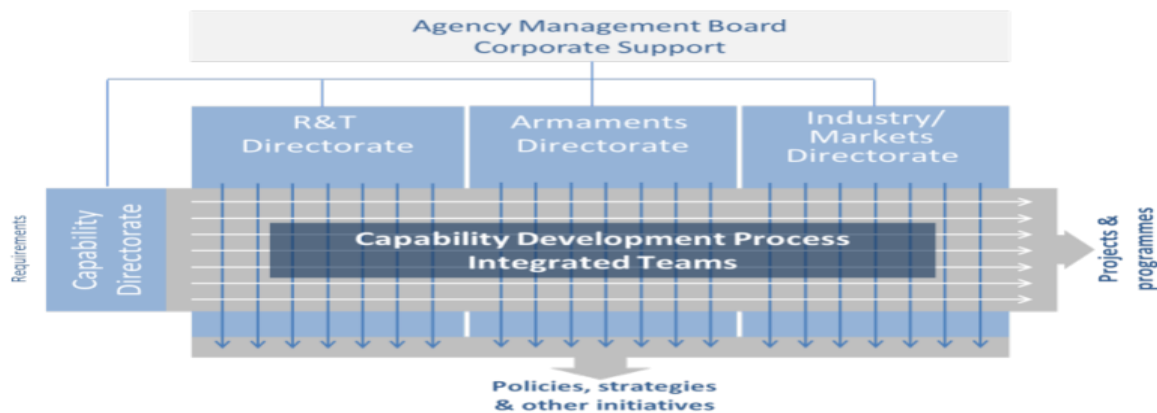 Agency Management Board
Corporate Support
R&T
Directorate
Armaments
Directorate
Industry/
Markets
Directorate
Requirements
Capability
Directorate
Capability Development Process
Integrated Teams
Projects &
programmes
Policies, strategies
& other initiatives